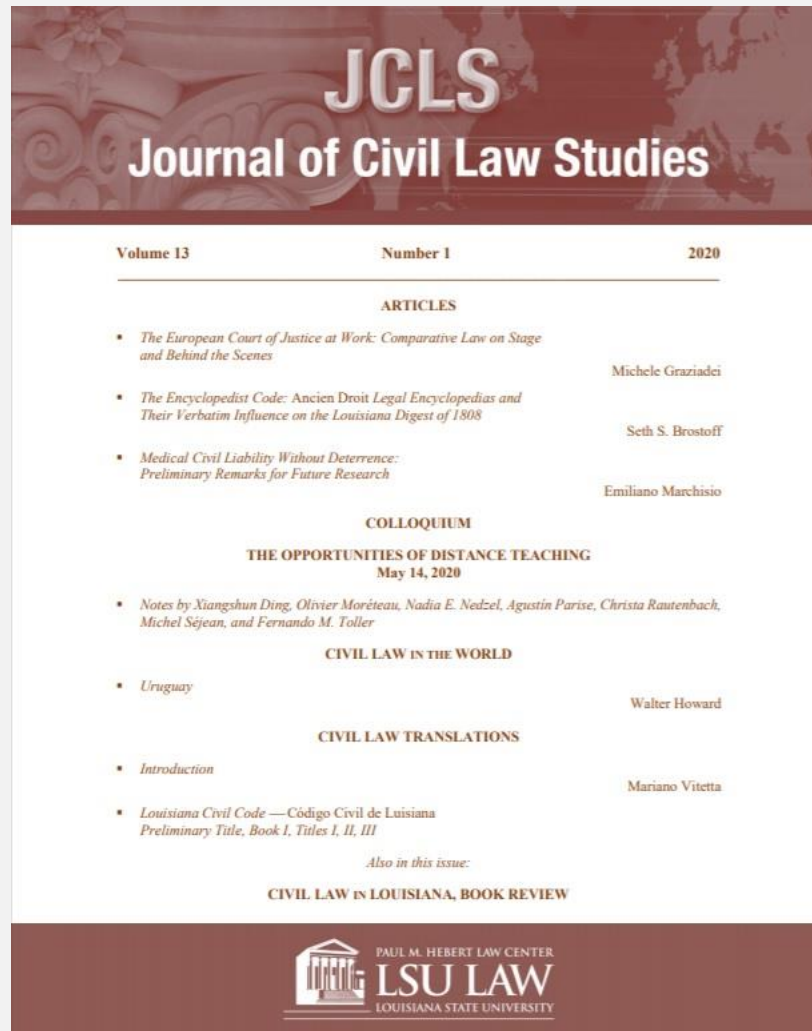 JCLS
Journal of Civil Law Studies
Volume 13 Number 1 2020
ARTICLES
▪ The European Court of Justice at Work: Comparative Law on Stage
and Behind the Scenes
Michele Graziadei
▪ The Encyclopedist Code: Ancien Droit Legal Encyclopedias and
Their Verbatim Influence on the Louisiana Digest of 1808
Seth S. Brostoff
▪ Medical Civil Liability Without Deterrence:
Preliminary Remarks for Future Research
Emiliano Marchisio
COLLOQUIUM
THE OPPORTUNITIES OF DISTANCE TEACHING
May 14, 2020
▪ Notes by Xiangshun Ding, Olivier Moréteau, Nadia E. Nedzel, Agustín Parise, Christa Rautenbach,
Michel Séjean, and Fernando M. Toller
CIVIL LAW IN THE WORLD
▪ Uruguay
Walter Howard
CIVIL LAW TRANSLATIONS
▪ Introduction
Mariano Vitetta
▪ Louisiana Civil Code — Código Civil de Luisiana
Preliminary Title, Book I, Titles I, II, III
Also in this issue:
CIVIL LAW IN LOUISIANA, BOOK REVIEW
PAUL M. HEBERT LAW CENTER
LSU LAW
LOUISIANA STATE UNIVERSITY